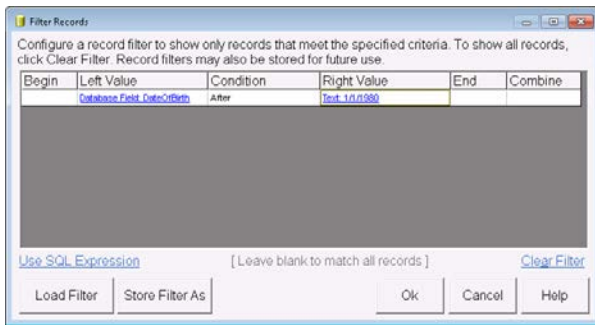 Filter Records
Configure a record filter to show only records that meet the specified criteria. To show all records,
click Clear Filter. Record filters may also be stored for future use.
Begin Left Value Condition Right Value End Combine
Database Field: DateOfBirth After Text: 1/1/1980
Use SQL Expression [ Leave blank to match all records ] Clear Filter
Load Filter Store Filter As Ok Cancel Help